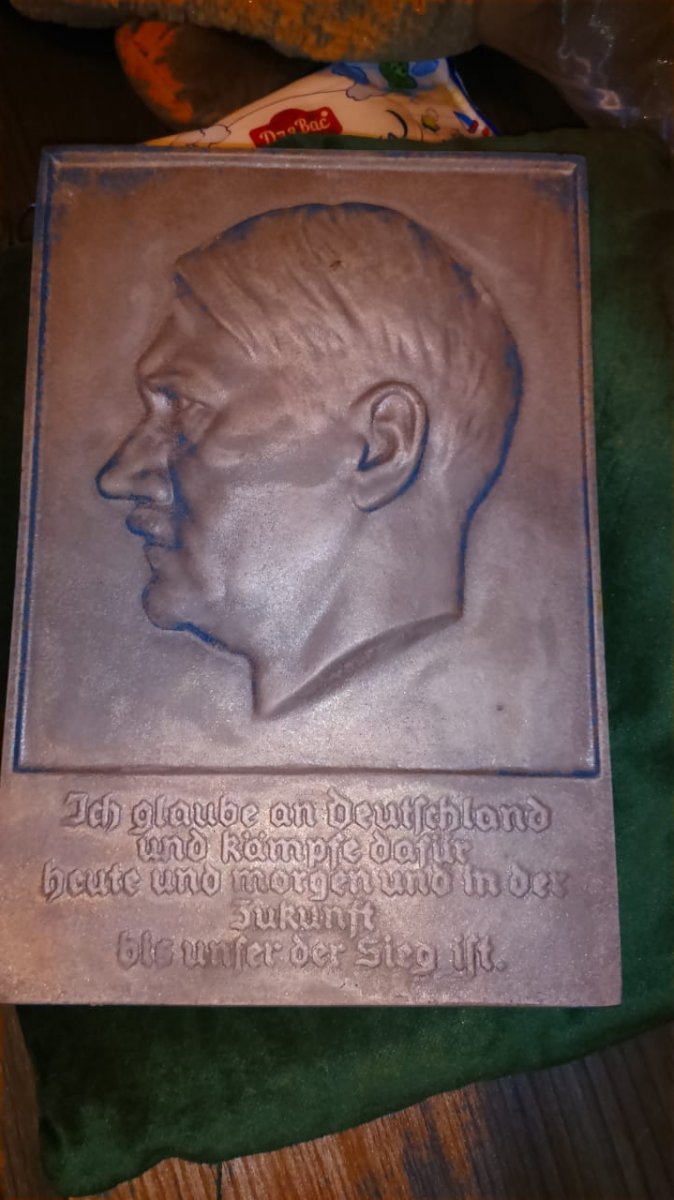 DzeBac
Ich glaube an Deutschland
und kämpfe dafür
heute und morgen und in der
Zukunft
bis unser der Sieg ist.